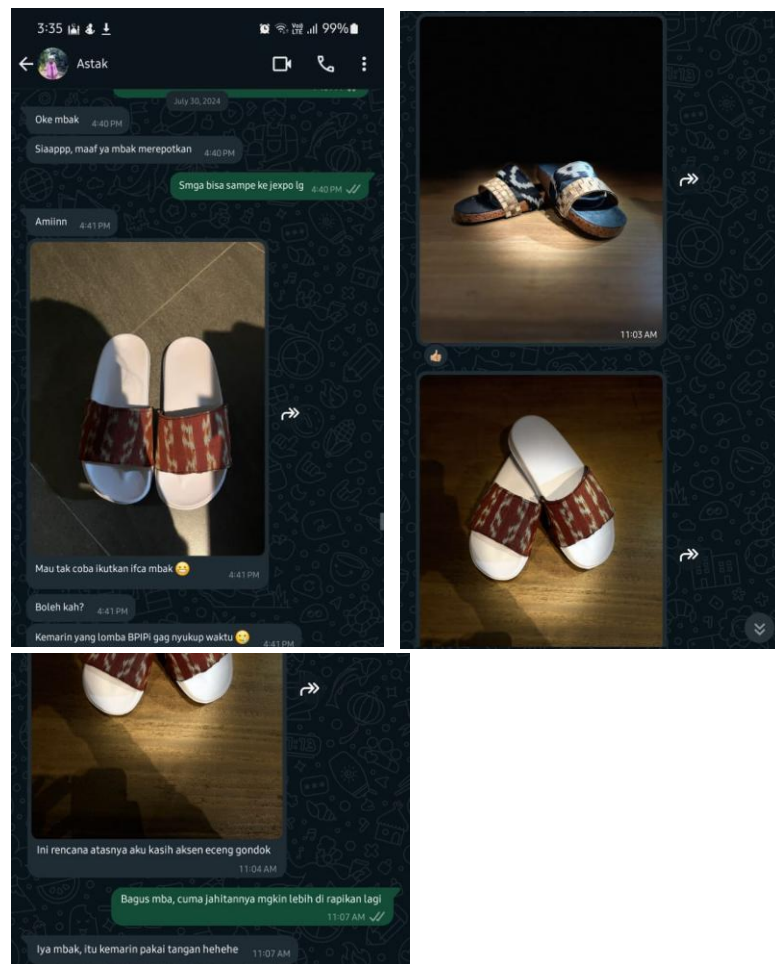 3:35
99%
Astak
July 30, 2024
Oke mbak 4:40 PM
Siaappp, maaf ya mbak merepotkan 4:40 PM
Smga bisa sampe ke jexpo lg 4:40 PM
Amiinn 4:41 PM
Mau tak coba ikutkan ifca mbak 😁
4:41 PM
Boleh kah? 4:41 PM
Kemarin yang lomba BPIPi gag nyukup waktu 4:41 PM
11:03 AM
Ini rencana atasnya aku kasih aksen eceng gondok
11:04 AM
Bagus mba, cuma jahitannya mgkin lebih di rapikan lagi
11:07 AM
Iya mbak, itu kemarin pakai tangan hehehe 11:07 AM